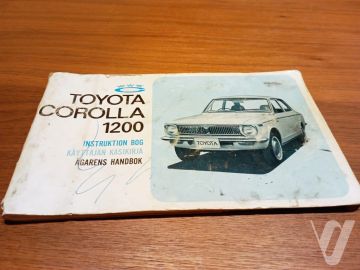 TOYOTA
COROLLA
1200
INSTRUKTION BOG
KÄYTTÄJÄN KÄSIKIRJA
ÄGARENS HANDBOK
TOYOTA